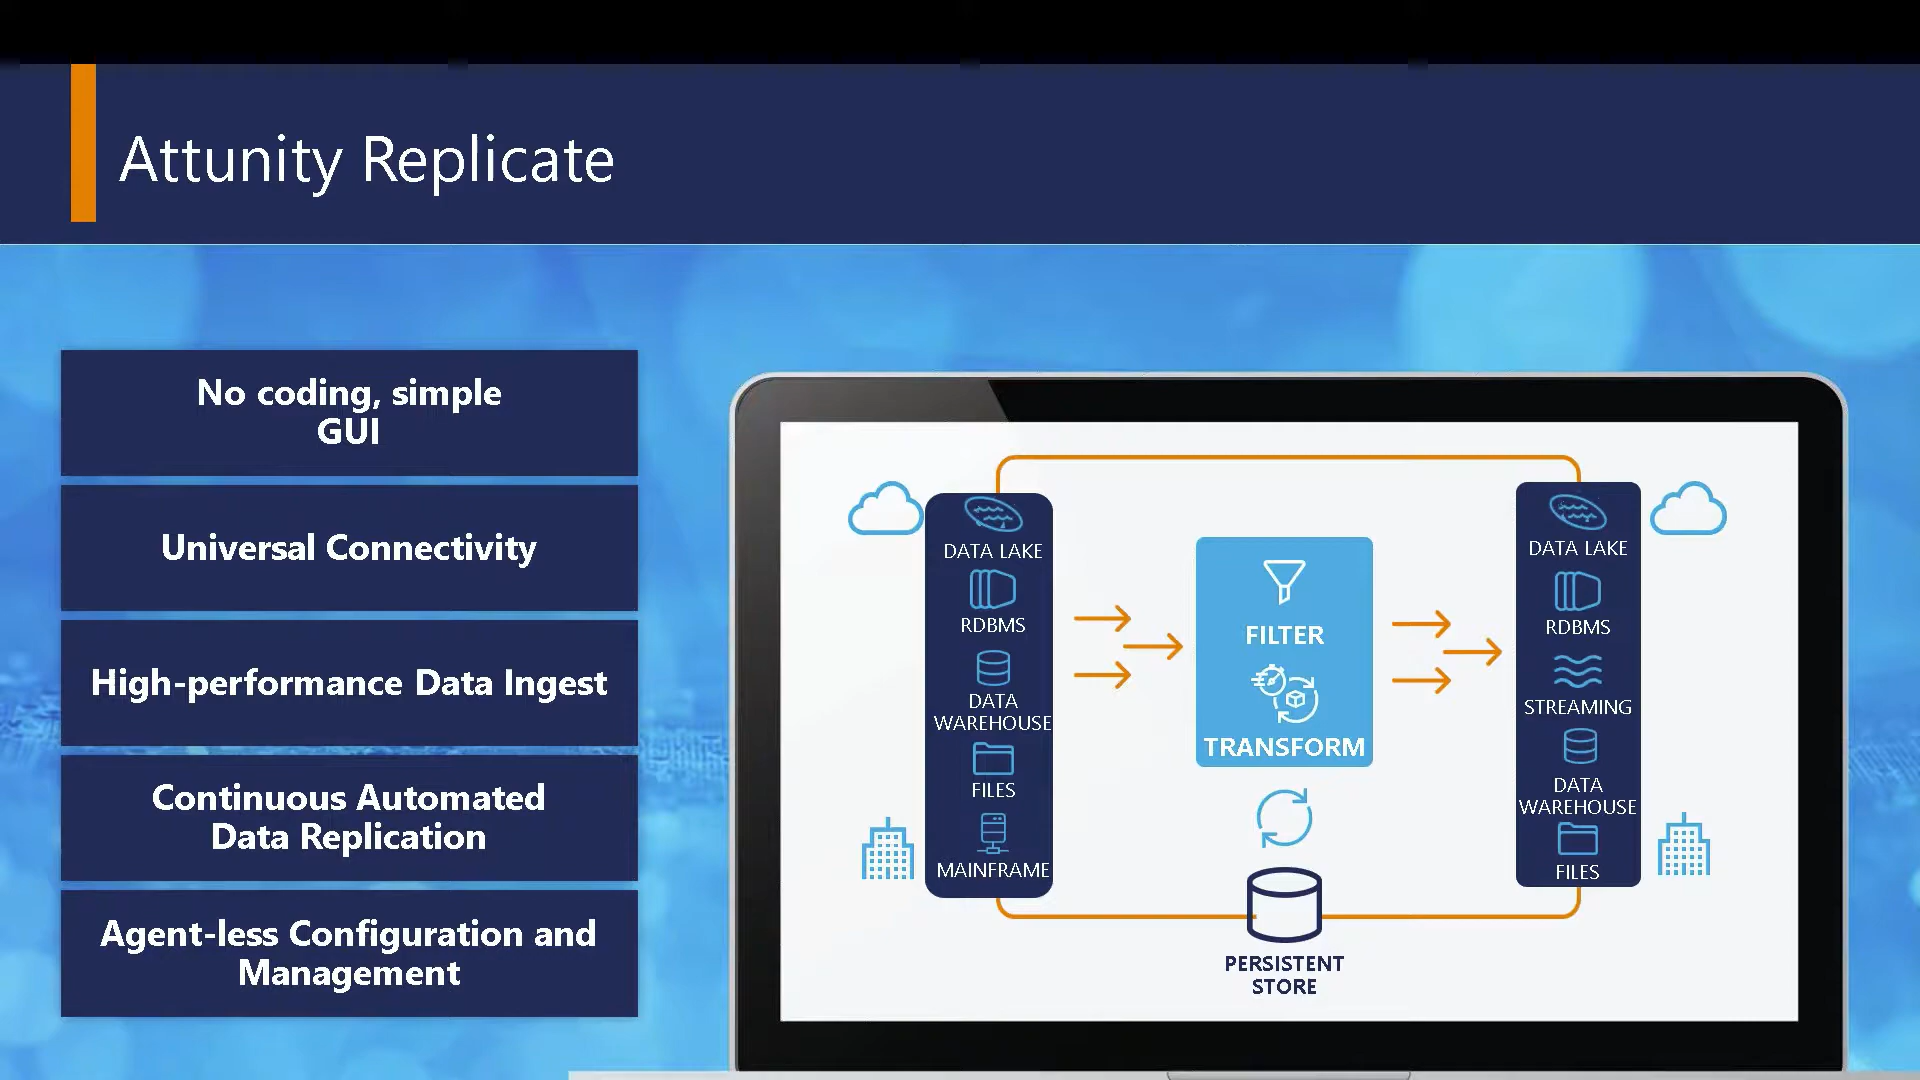 Attunity Replicate
No coding, simple
GUI
Universal Connectivity
High-performance Data Ingest
Continuous Automated
Data Replication
Agent-less Configuration and
Management
DATA LAKE
RDBMS
DATA
WAREHOUSE
FILES
MAINFRAME
FILTER
TRANSFORM
PERSISTENT
STORE
DATA LAKE
RDBMS
STREAMING
DATA
WAREHOUSE
FILES